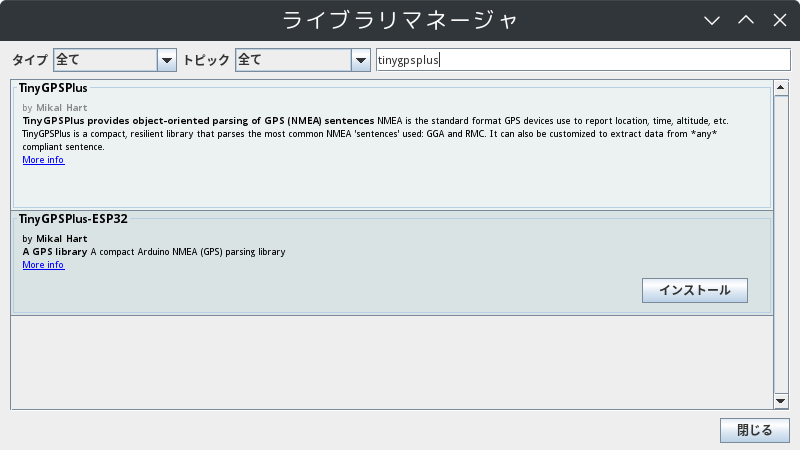 ライブラリマネージャ
タイプ 全て トピック 全て tinygpsplus
TinyGPSPlus
by Mikal Hart
TinyGPSPlus provides object-oriented parsing of GPS (NMEA) sentences NMEA is the standard format GPS devices use to report location, time, altitude, etc.
TinyGPSPlus is a compact, resilient library that parses the most common NMEA 'sentences' used: GGA and RMC. It can also be customized to extract data from *any*
compliant sentence.
More info
TinyGPSPlus-ESP32
by Mikal Hart
A GPS library A compact Arduino NMEA (GPS) parsing library
More info
インストール
閉じる